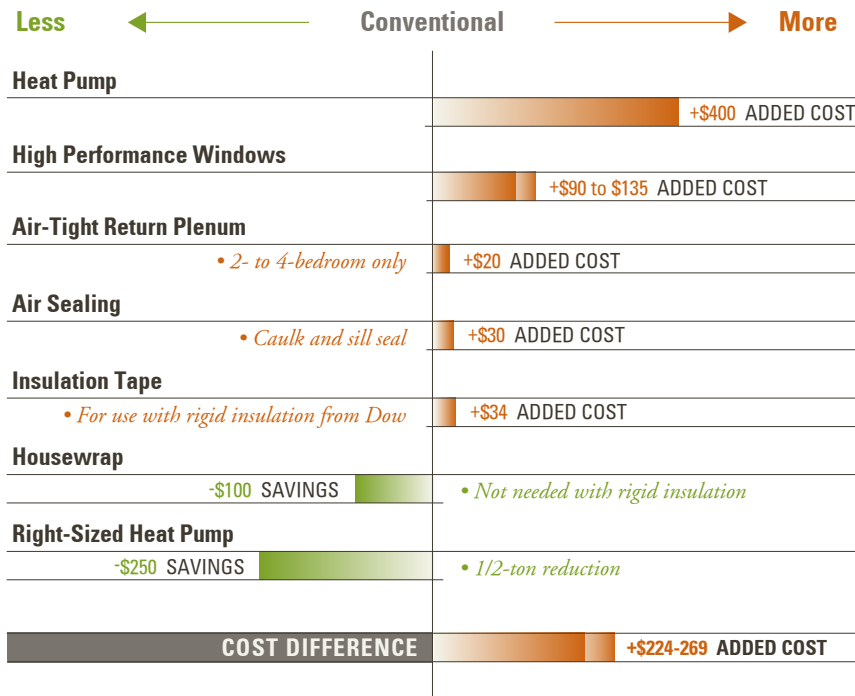 Less Conventional More
Heat Pump
+$400 ADDED COST
High Performance Windows
+$90 to $135 ADDED COST
Air-Tight Return Plenum
• 2- to 4-bedroom only +$20 ADDED COST
Air Sealing
• Caulk and sill seal +$30 ADDED COST
Insulation Tape
• For use with rigid insulation from Dow +$34 ADDED COST
Housewrap
-$100 SAVINGS • Not needed with rigid insulation
Right-Sized Heat Pump
-$250 SAVINGS • 1/2-ton reduction
COST DIFFERENCE +$224-269 ADDED COST